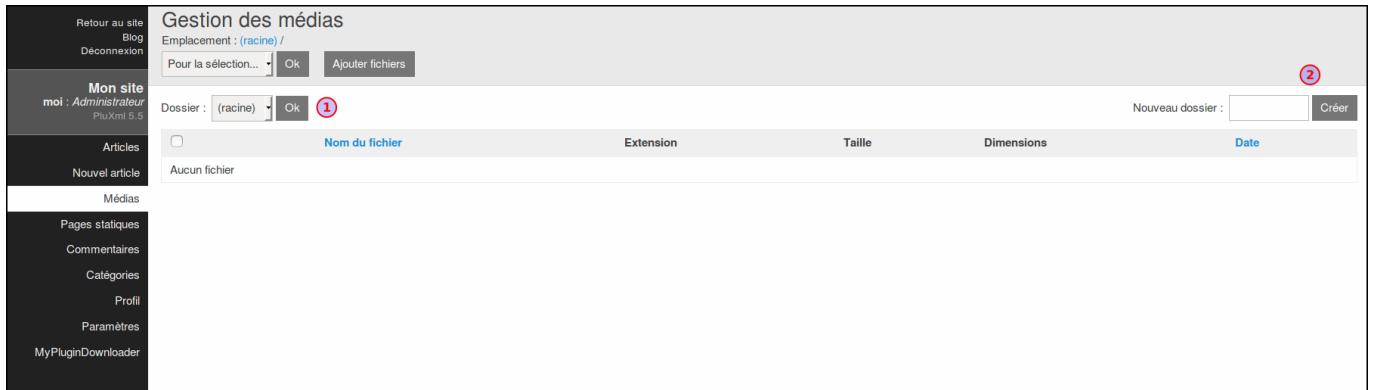 Retour au site
Blog
Déconnexion
Mon site
moi : Administrateur
PluXml 5.5
Articles
Nouvel article
Médias
Pages statiques
Commentaires
Catégories
Profil
Paramètres
MyPluginDownloader
Gestion des médias
Emplacement : (racine) /
Pour la sélection... Ok Ajouter fichiers
2
Dossier : (racine) Ok 1 Nouveau dossier : Créer
Nom du fichier Extension Taille Dimensions Date
Aucun fichier